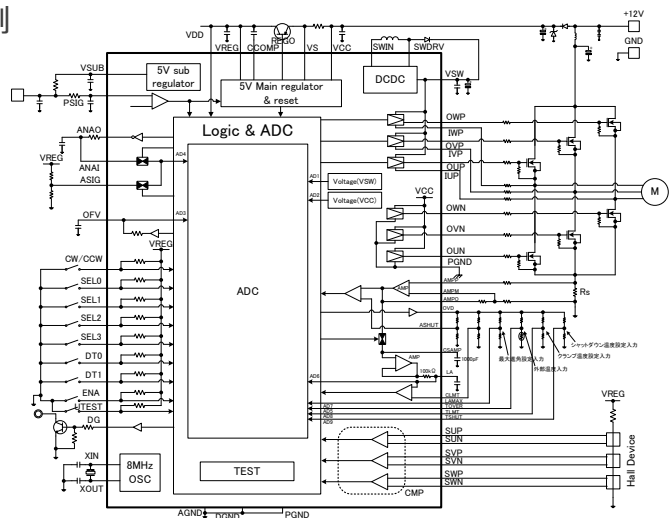 例
+12V
GND
VDD
VREG
CCOMP
REGO
VS
VCC
SWIN
SWDRV
VSW
VSUB
5V sub
regulator
5V Main regulator
& reset
DCDC
PSIG
Logic & ADC
ANAO
VREG
ANAI
ASIG
AD4
OFV
AD3
VREG
AD1
Voltage(VSW)
AD2
Voltage(VCC)
OWP
IWP
OVP
IVP
OUP
IUP
M
VCC
OWN
OVN
OUN
PGND
CW/CCW
SEL0
SEL1
SEL2
SEL3
DT0
DT1
ENA
DG
ADC
AMP
AMPP
AMPM
AMPO
Rs
OVD
ASHUT
CSAMP
1000pF
AMP
100kΩ
LA
シャットダウン温度設定入力
クランプ温度設定入力
外部温度入力
最大進角設定入力
AD6
CLMT
LAMAX
AD7
TOVER
AD5
TLMT
AD8
TSHUT
AD9
VREG
SUP
SUN
SVP
SVN
SWP
SWN
CMP
Hall Device
XIN
XOUT
8MHz
OSC
TEST
AGND
DGND
PGND